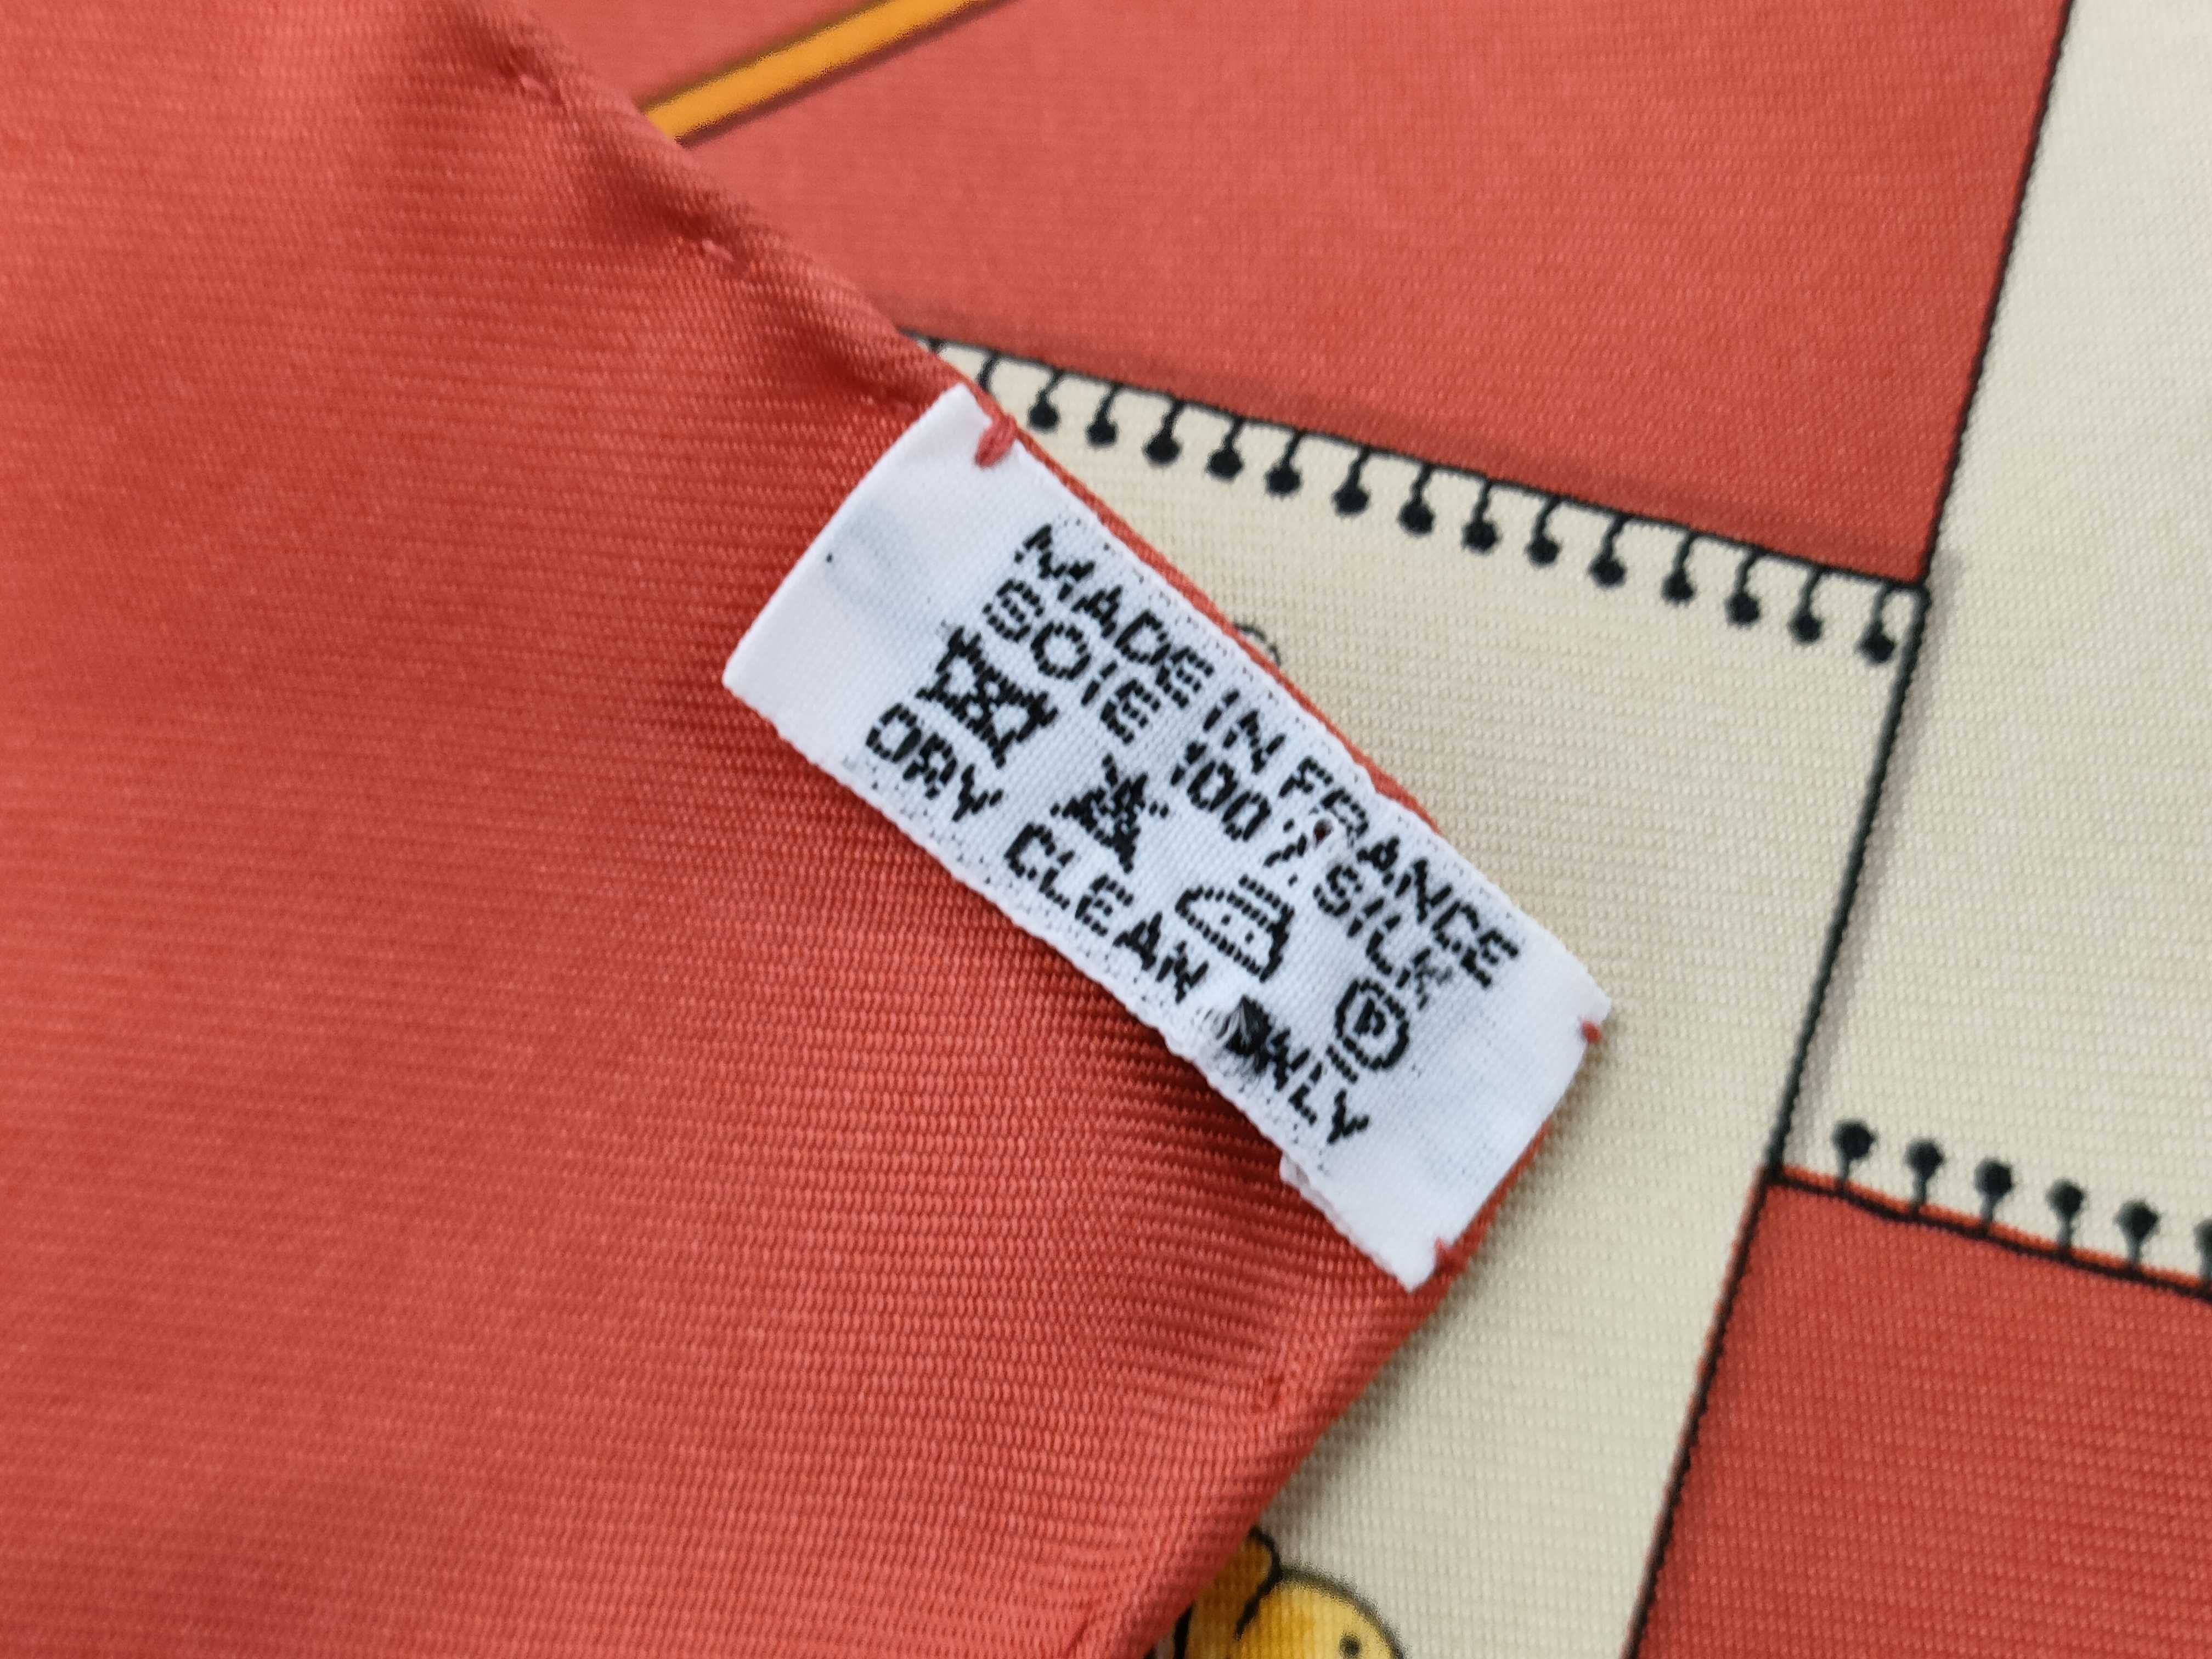 MADE IN FRANCE
SOIE 100% SILK
P
DRY CLEAN ONLY